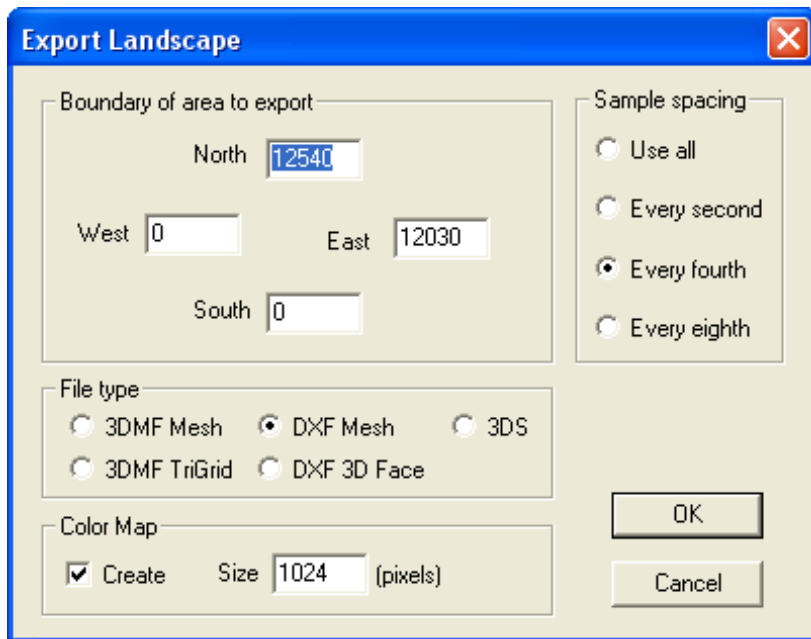 Export Landscape
Boundary of area to export
North 12540
West 0
East 12030
South 0
Sample spacing
Use all
Every second
Every fourth
Every eighth
File type
3DMF Mesh DXF Mesh 3DS
3DMF TriGrid DXF 3D Face
Color Map
Create Size 1024 (pixels)
OK
Cancel